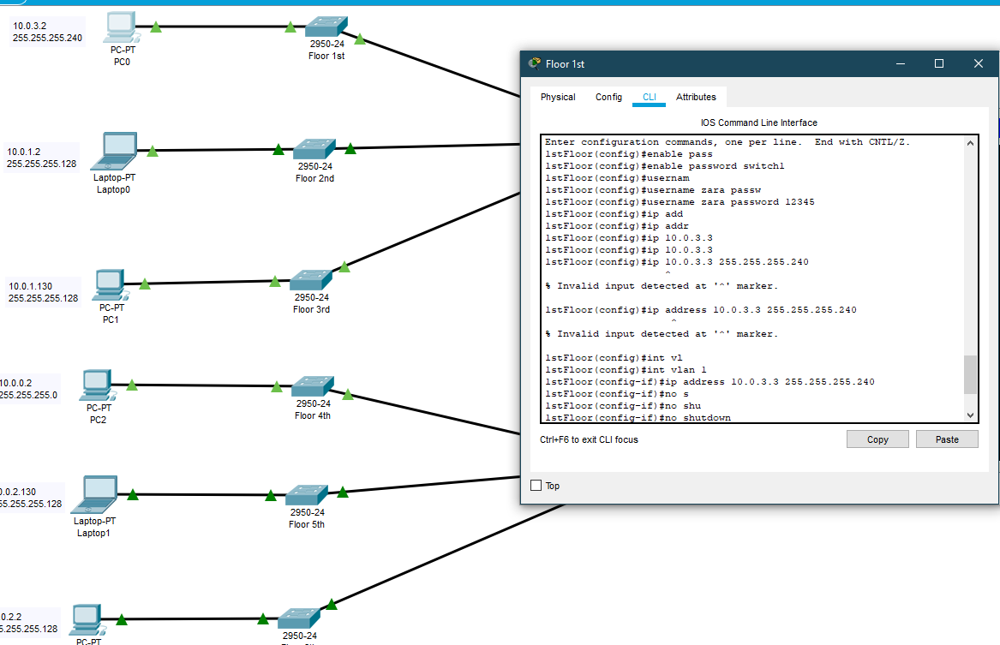 10.0.3.2
255.255.255.240
PC-PT
PC0
2950-24
Floor 1st
10.0.1.2
255.255.255.128
Laptop-PT
Laptop0
2950-24
Floor 2nd
10.0.1.130
255.255.255.128
PC-PT
PC1
2950-24
Floor 3rd
10.0.0.2
255.255.255.0
PC-PT
PC2
2950-24
Floor 4th
0.0.2.130
55.255.255.128
Laptop-PT
Laptop1
2950-24
Floor 5th
0.2.2
5.255.255.128
PC-PT
2950-24
Floor 1st
Physical Config CLI Attributes
IOS Command Line Interface
Enter configuration commands, one per line. End with CNTL/Z.
1stFloor(config)#enable pass
1stFloor(config)#enable password switch1
1stFloor(config)#usernam
1stFloor(config)#username zara passw
1stFloor(config)#username zara password 12345
1stFloor(config)#ip add
1stFloor(config)#ip addr
1stFloor(config)#ip 10.0.3.3
1stFloor(config)#ip 10.0.3.3
1stFloor(config)#ip 10.0.3.3 255.255.255.240
^
% Invalid input detected at '^' marker.
1stFloor(config)#ip address 10.0.3.3 255.255.255.240
^
% Invalid input detected at '^' marker.
1stFloor(config)#int vl
1stFloor(config)#int vlan 1
1stFloor(config-if)#ip address 10.0.3.3 255.255.255.240
1stFloor(config-if)#no s
1stFloor(config-if)#no shu
1stFloor(config-if)#no shutdown
Ctrl+F6 to exit CLI focus
Copy
Paste
Top